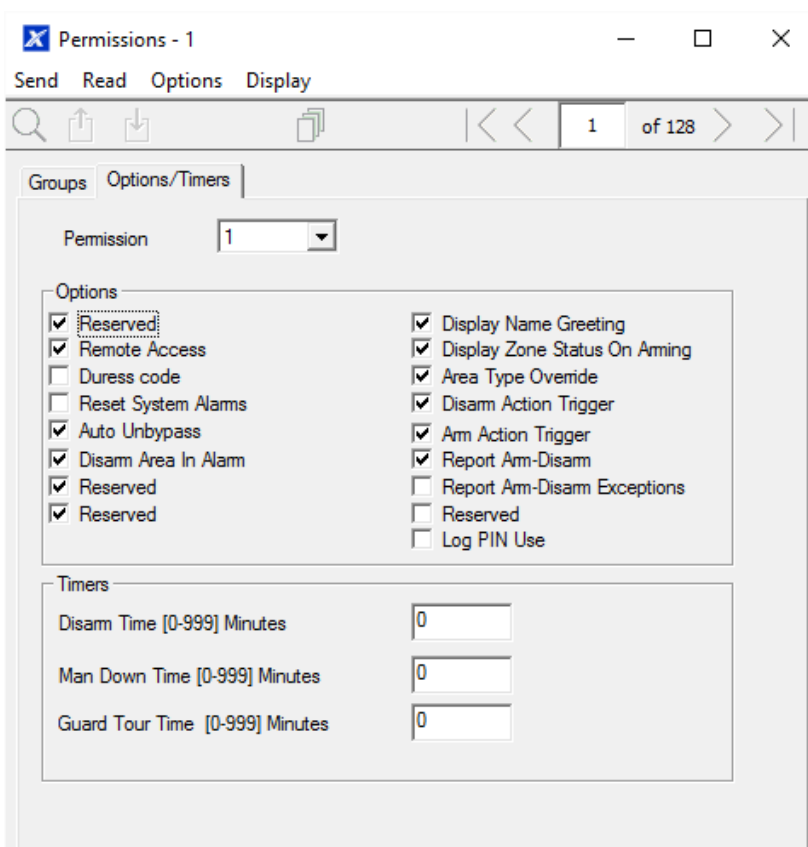 Permissions - 1
Send Read Options Display
1 of 128
Groups Options/Timers
Permission 1
Options
Reserved
Remote Access
Duress code
Reset System Alarms
Auto Unbypass
Disarm Area In Alarm
Reserved
Reserved
Display Name Greeting
Display Zone Status On Arming
Area Type Override
Disarm Action Trigger
Arm Action Trigger
Report Arm-Disarm
Report Arm-Disarm Exceptions
Reserved
Log PIN Use
Timers
Disarm Time [0-999] Minutes 0
Man Down Time [0-999] Minutes 0
Guard Tour Time [0-999] Minutes 0